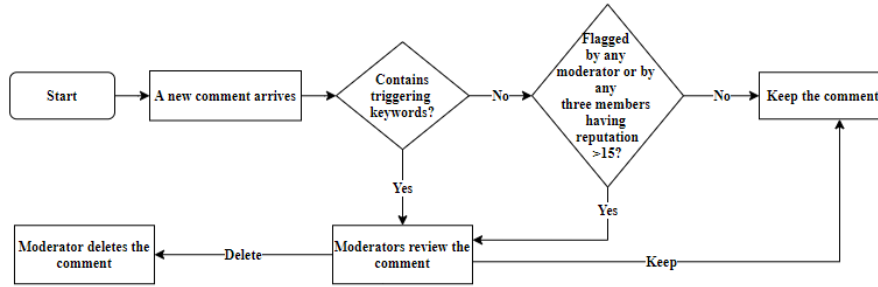 Start
A new comment arrives
Contains
triggering
keywords?
No
Flagged
by any
moderator or by
any
three members
having
reputation
>15?
No
Keep the comment
Yes
Yes
Moderator deletes the
comment
Delete
Moderators review the
comment
Keep